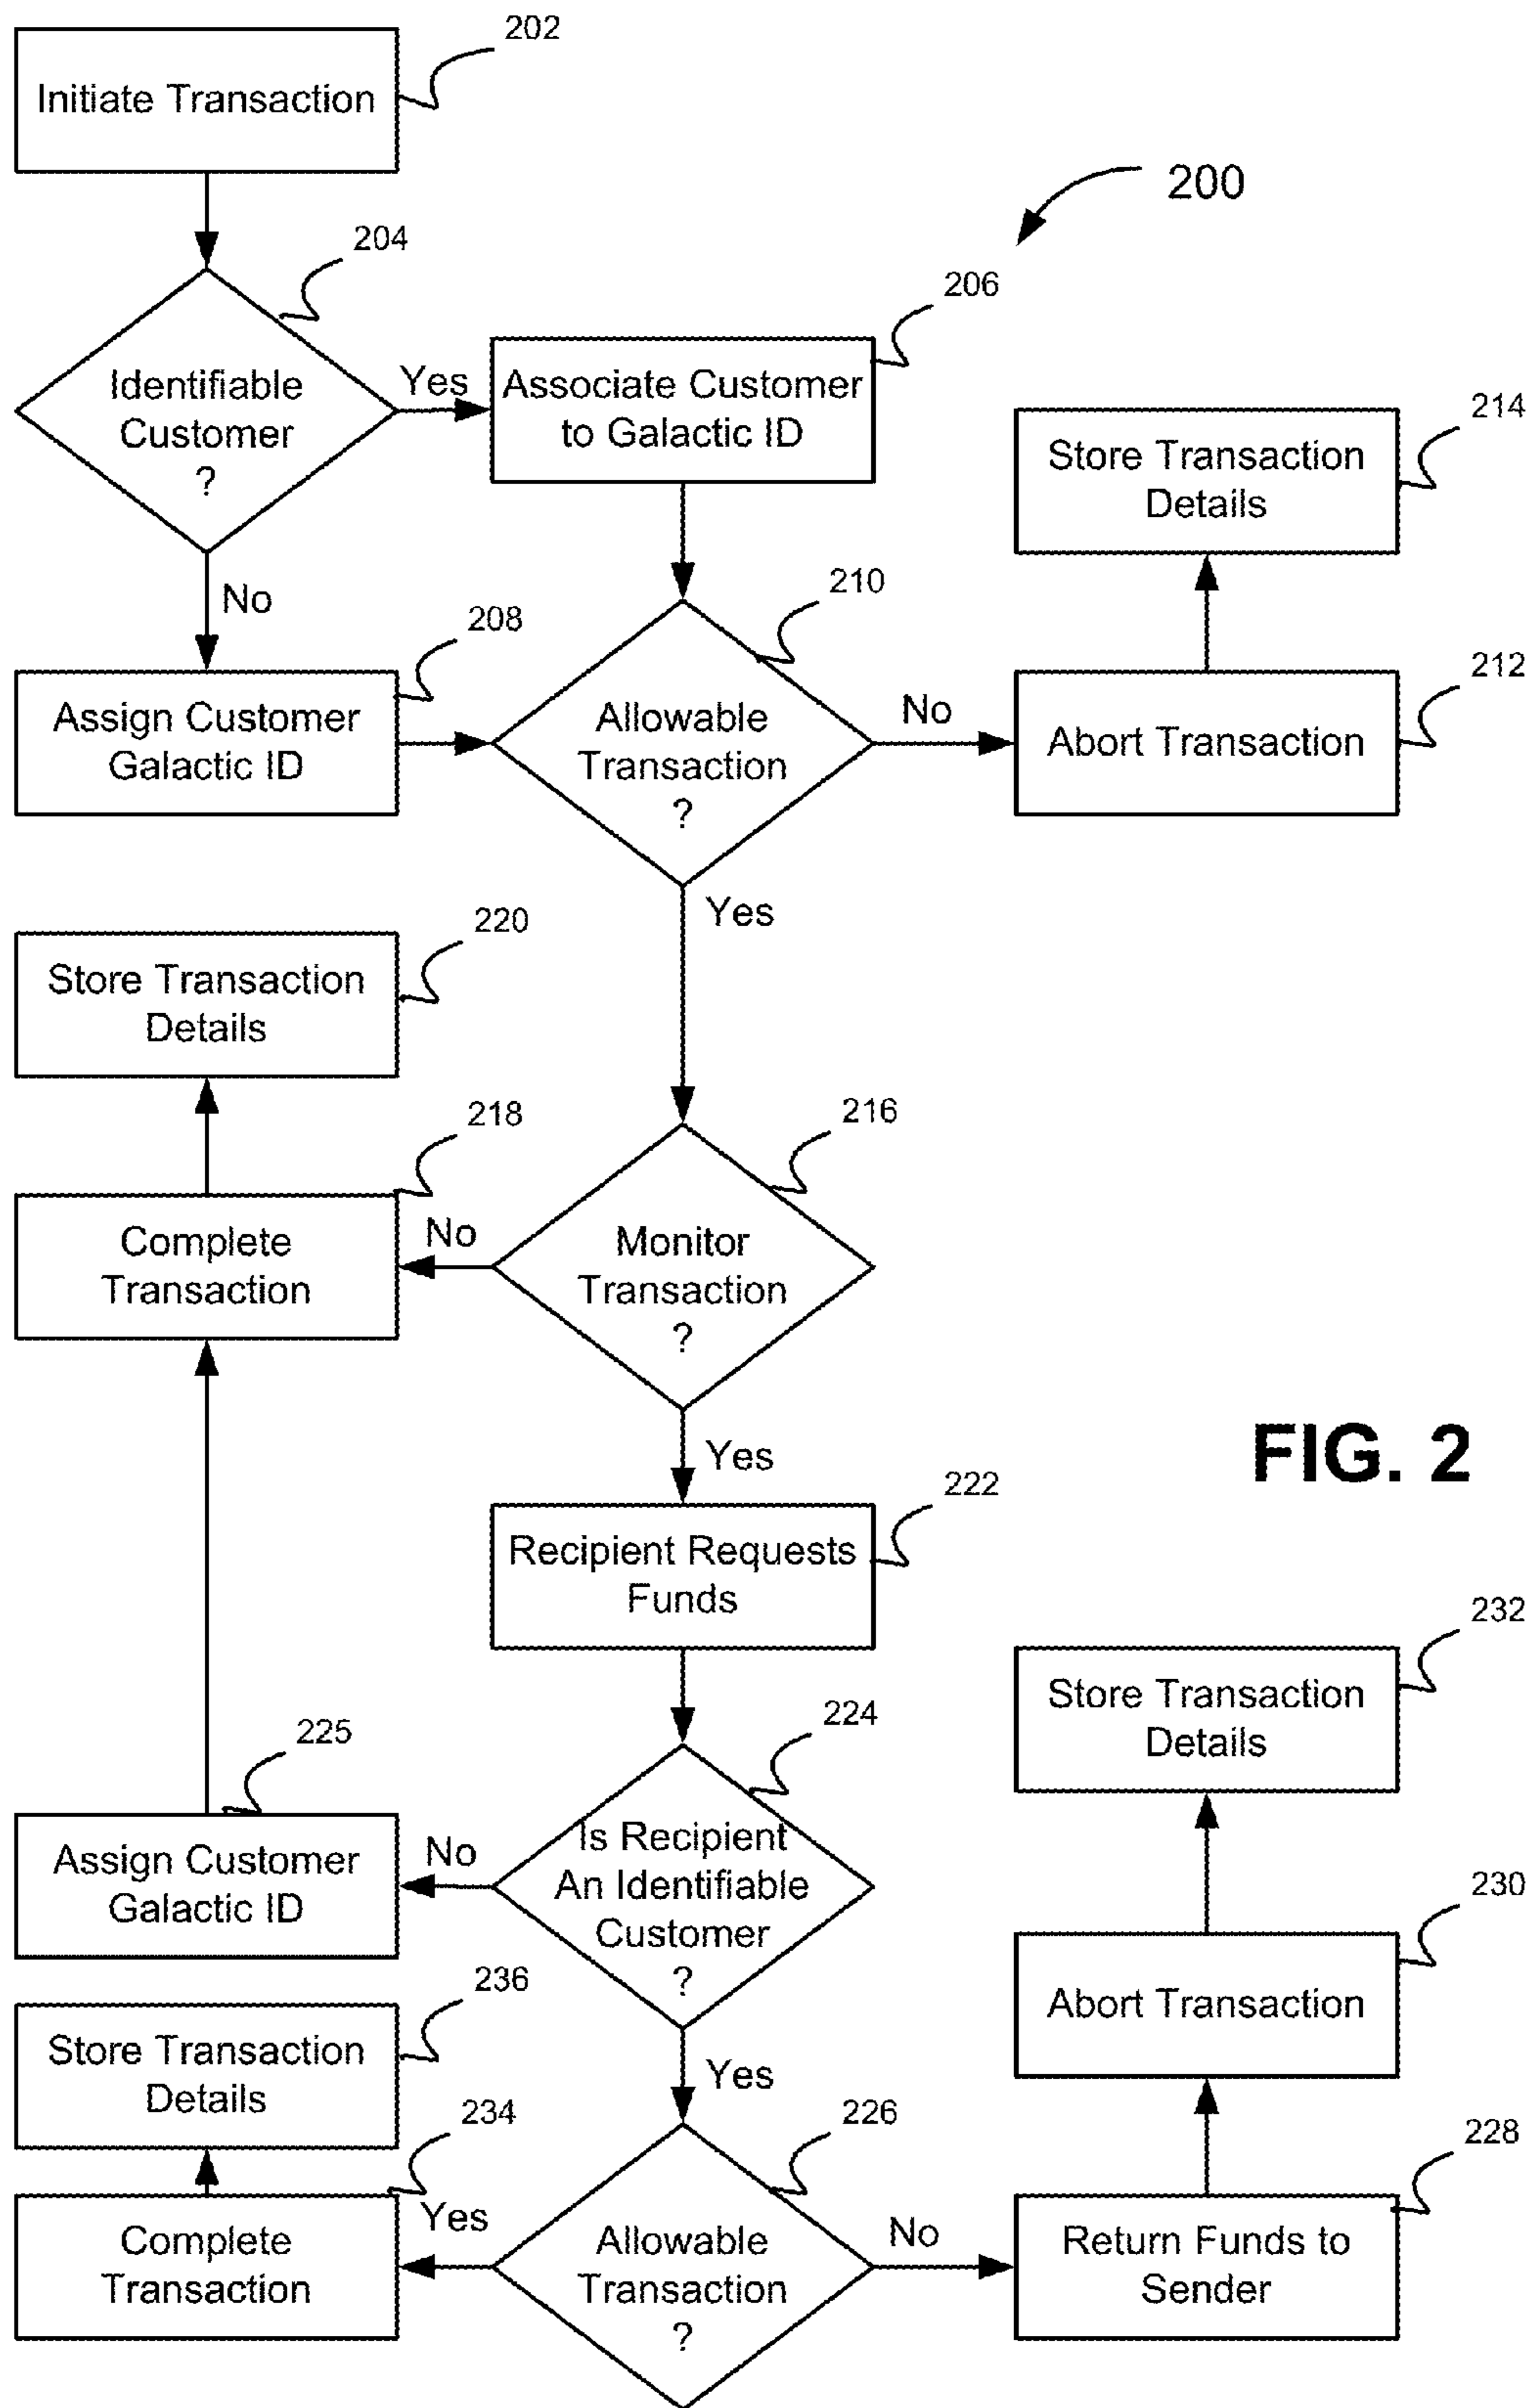 202
Initiate Transaction
200
204
206
Identifiable
Customer
?
Yes
Associate Customer
to Galactic ID
214
Store Transaction
Details
No
208
210
212
Assign Customer
Galactic ID
Allowable
Transaction
?
No
Abort Transaction
Yes
220
Store Transaction
Details
218
216
Complete
Transaction
No
Monitor
Transaction
?
Yes
FIG. 2
222
Recipient Requests
Funds
232
Store Transaction
Details
225
224
Assign Customer
Galactic ID
No
Is Recipient
An Identifiable
Customer
?
230
Abort Transaction
236
Store Transaction
Details
Yes
234
226
228
Complete
Transaction
Yes
Allowable
Transaction
?
No
Return Funds to
Sender